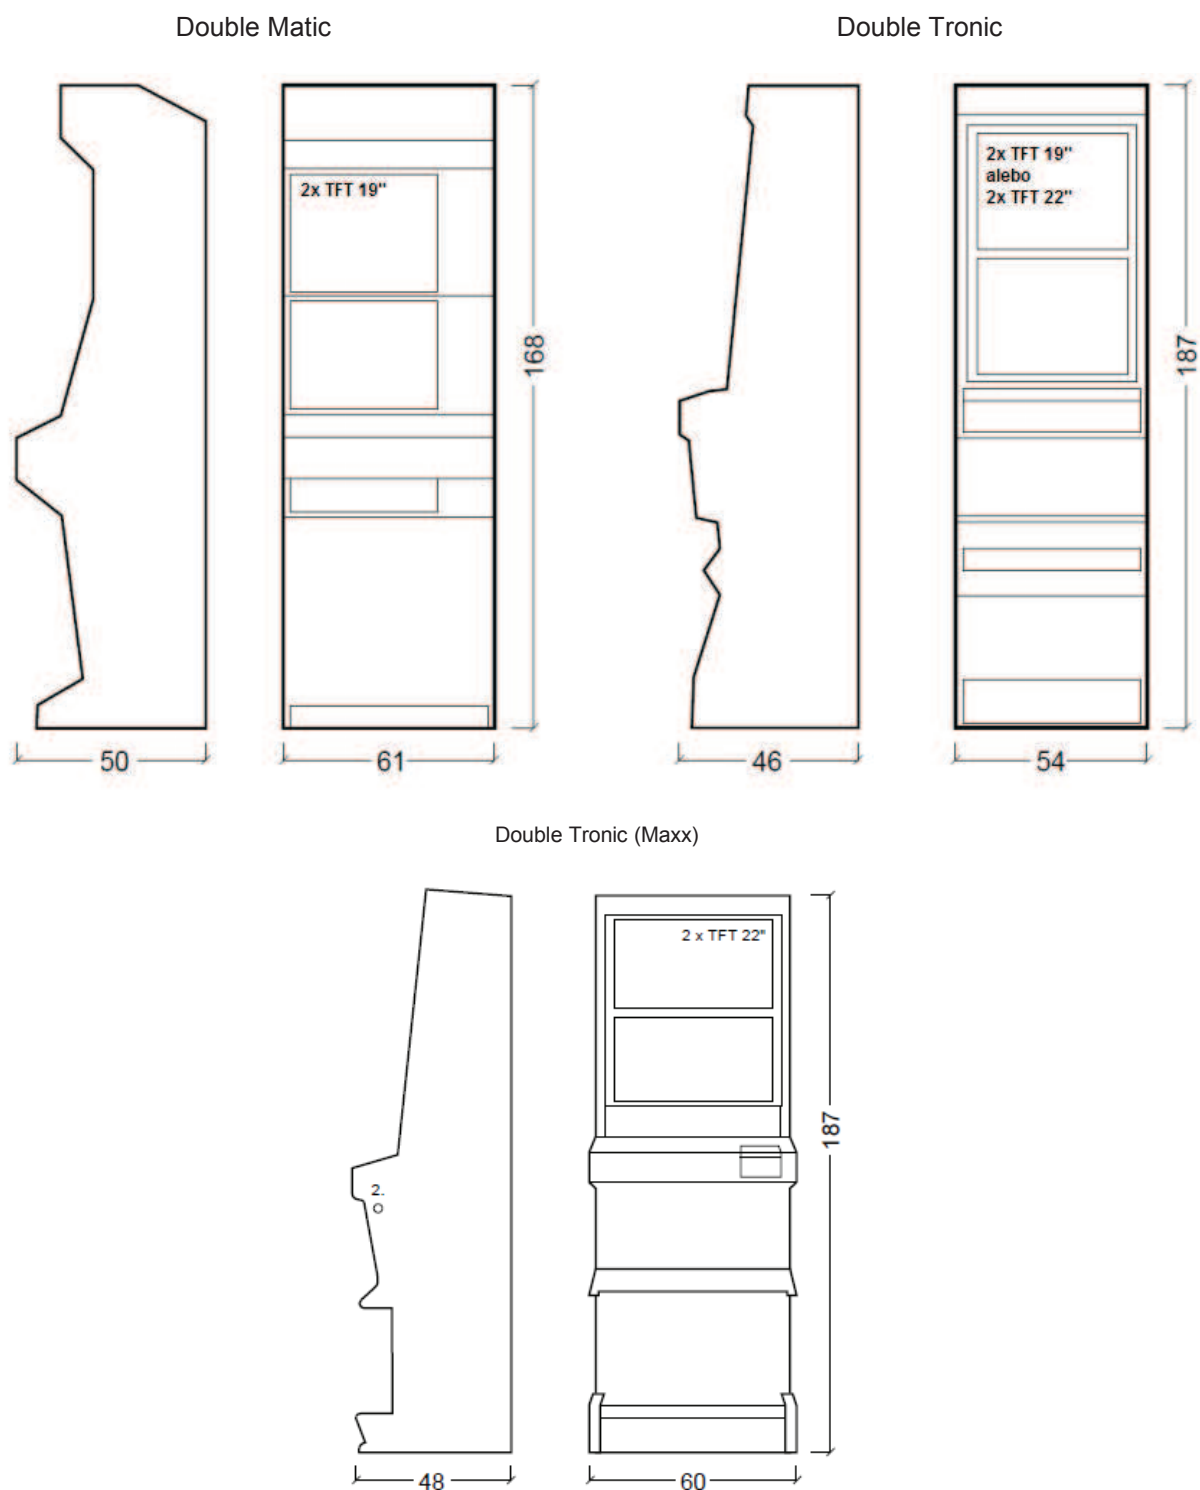 Double Matic
Double Tronic
2x TFT 19"
2x TFT 19"
alebo
2x TFT 22"
168
187
50
61
46
54
Double Tronic (Maxx)
2 x TFT 22"
187
2.
48
60